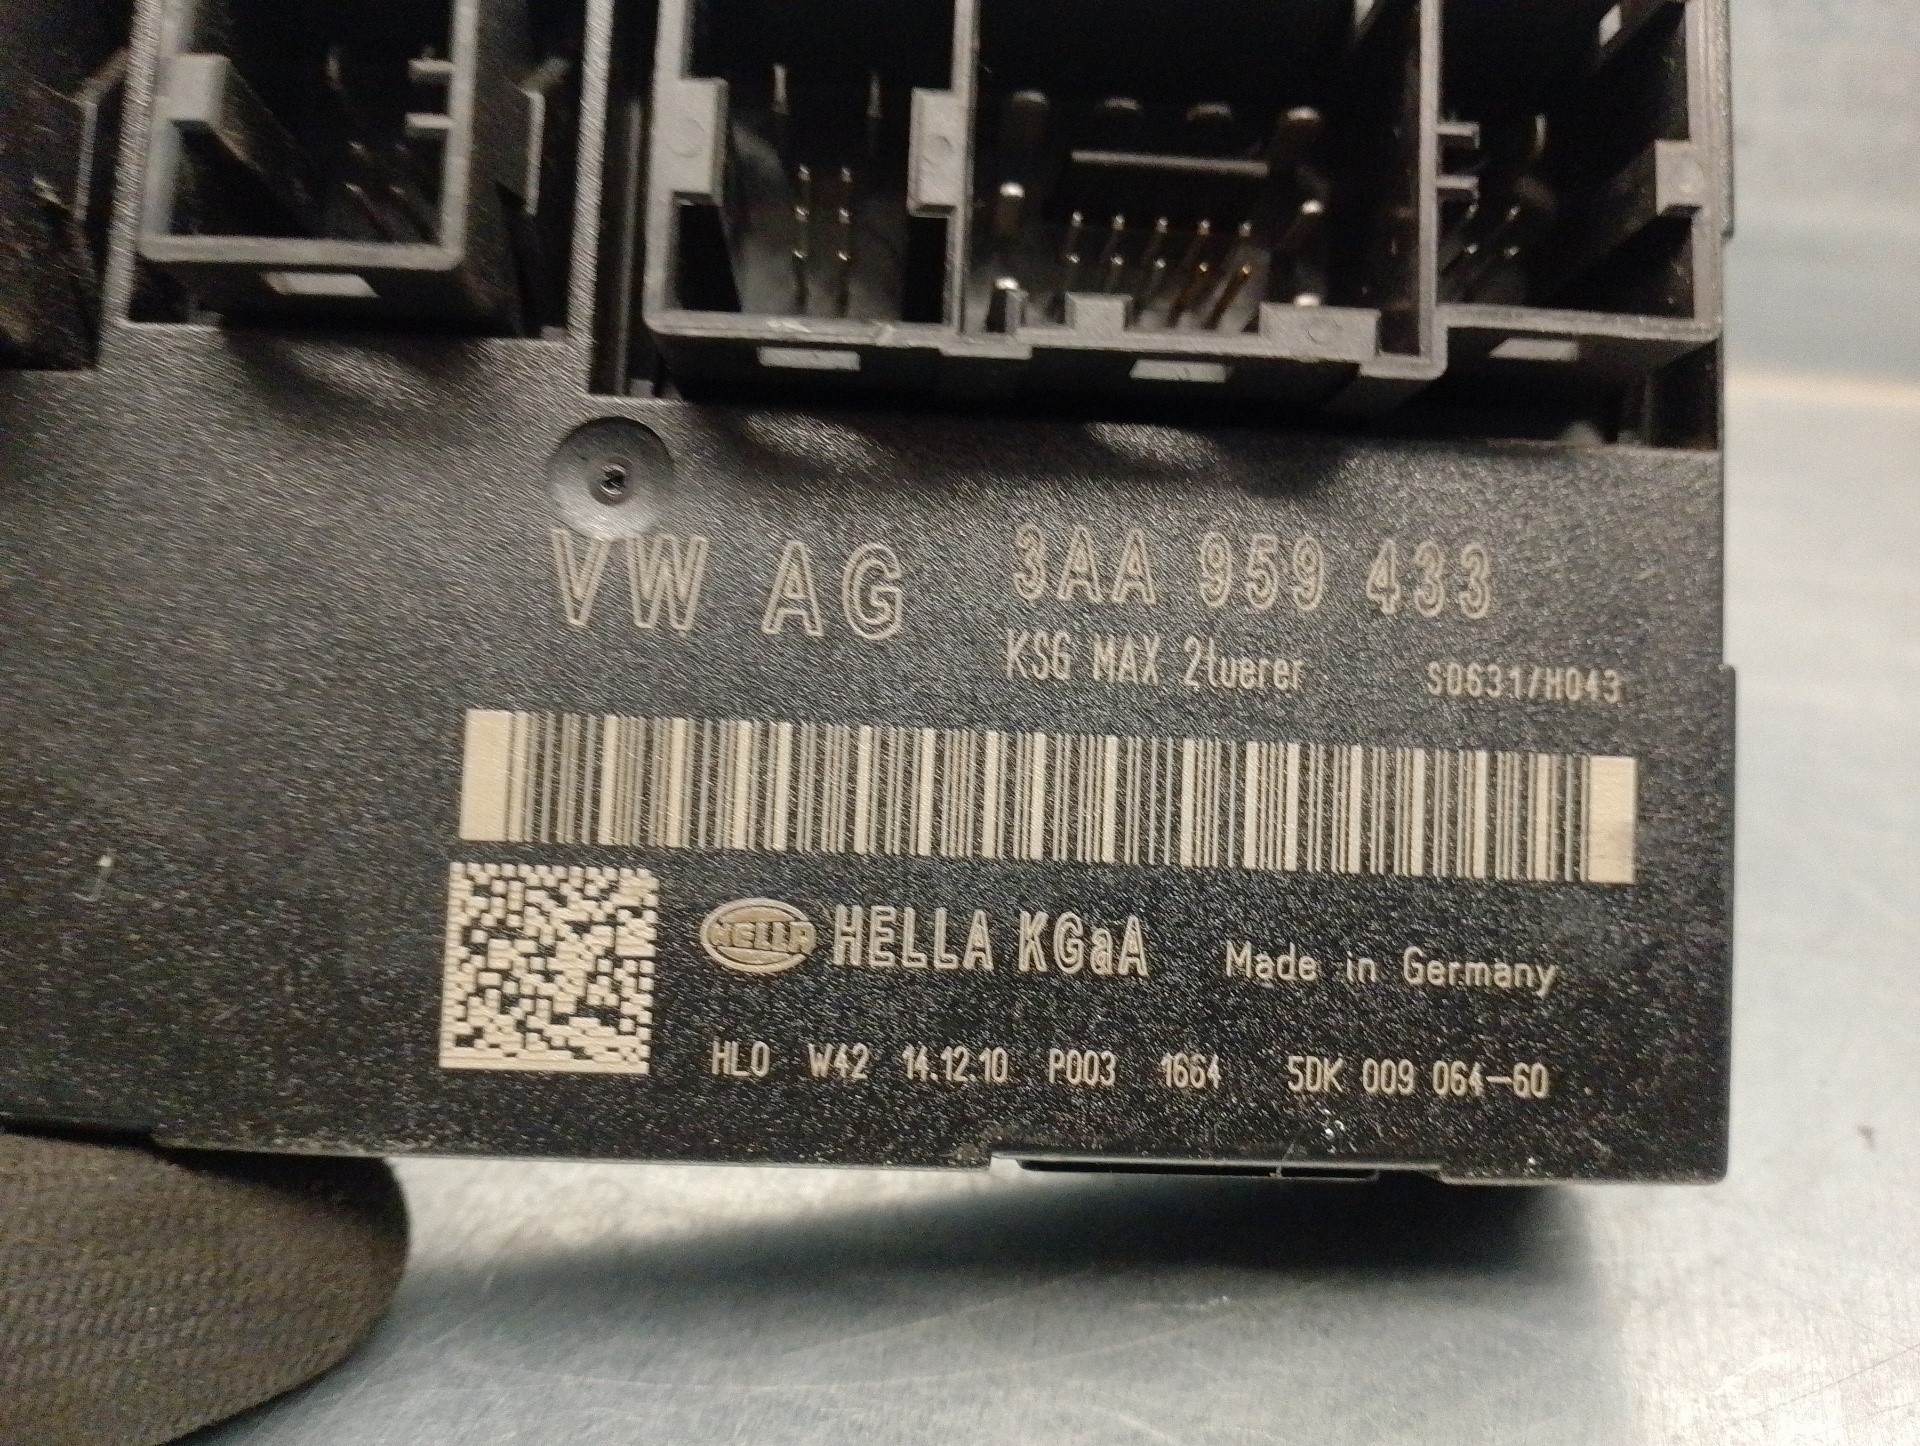 VW AG 3AA 959 433
KSG MAX 2tuerer S0631/H043
HELLA HELLA KGaA Made in Germany
HLO W42 14.12.10 P003 1664 5DK 009 064-60